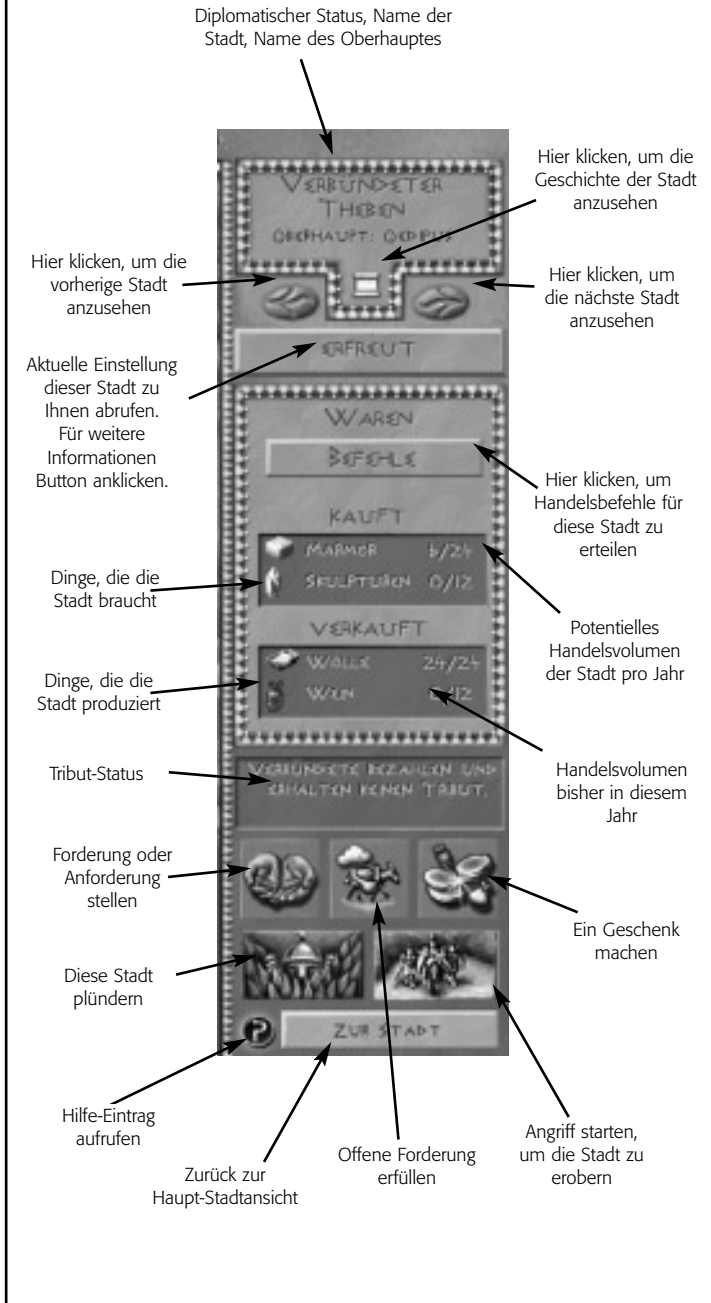 Diplomatischer Status, Name der
Stadt, Name des Oberhauptes
Hier klicken, um die
Geschichte der Stadt
anzusehen
Hier klicken, um die
vorherige Stadt
anzusehen
Hier klicken, um
die nächste Stadt
anzusehen
Aktuelle Einstellung
dieser Stadt zu
Ihnen abrufen.
Für weitere
Informationen
Button anklicken.
Hier klicken, um
Handelsbefehle für
diese Stadt zu
erteilen
Dinge, die die
Stadt braucht
Potentielles
Handelsvolumen
der Stadt pro Jahr
Dinge, die die
Stadt produziert
Tribut-Status
Handelsvolumen
bisher in diesem
Jahr
Forderung oder
Anforderung
stellen
Ein Geschenk
machen
Diese Stadt
plündern
Hilfe-Eintrag
aufrufen
Zurück zur
Haupt-Stadtansicht
Offene Forderung
erfüllen
Angriff starten,
um die Stadt zu
erobern
VERBÜNDETER
THEBEN
OBERHAUPT: OEDIPUS
ERFREUT
WAREN
BEFEHLE
KAUFT
MARMOR 6/24
SKULPTUREN 0/12
VERKAUFT
WOLLE 24/24
WEIN /12
VERBÜNDETE BEZAHLEN UND
ERHALTEN KEINEN TRIBUT.
ZUR STADT